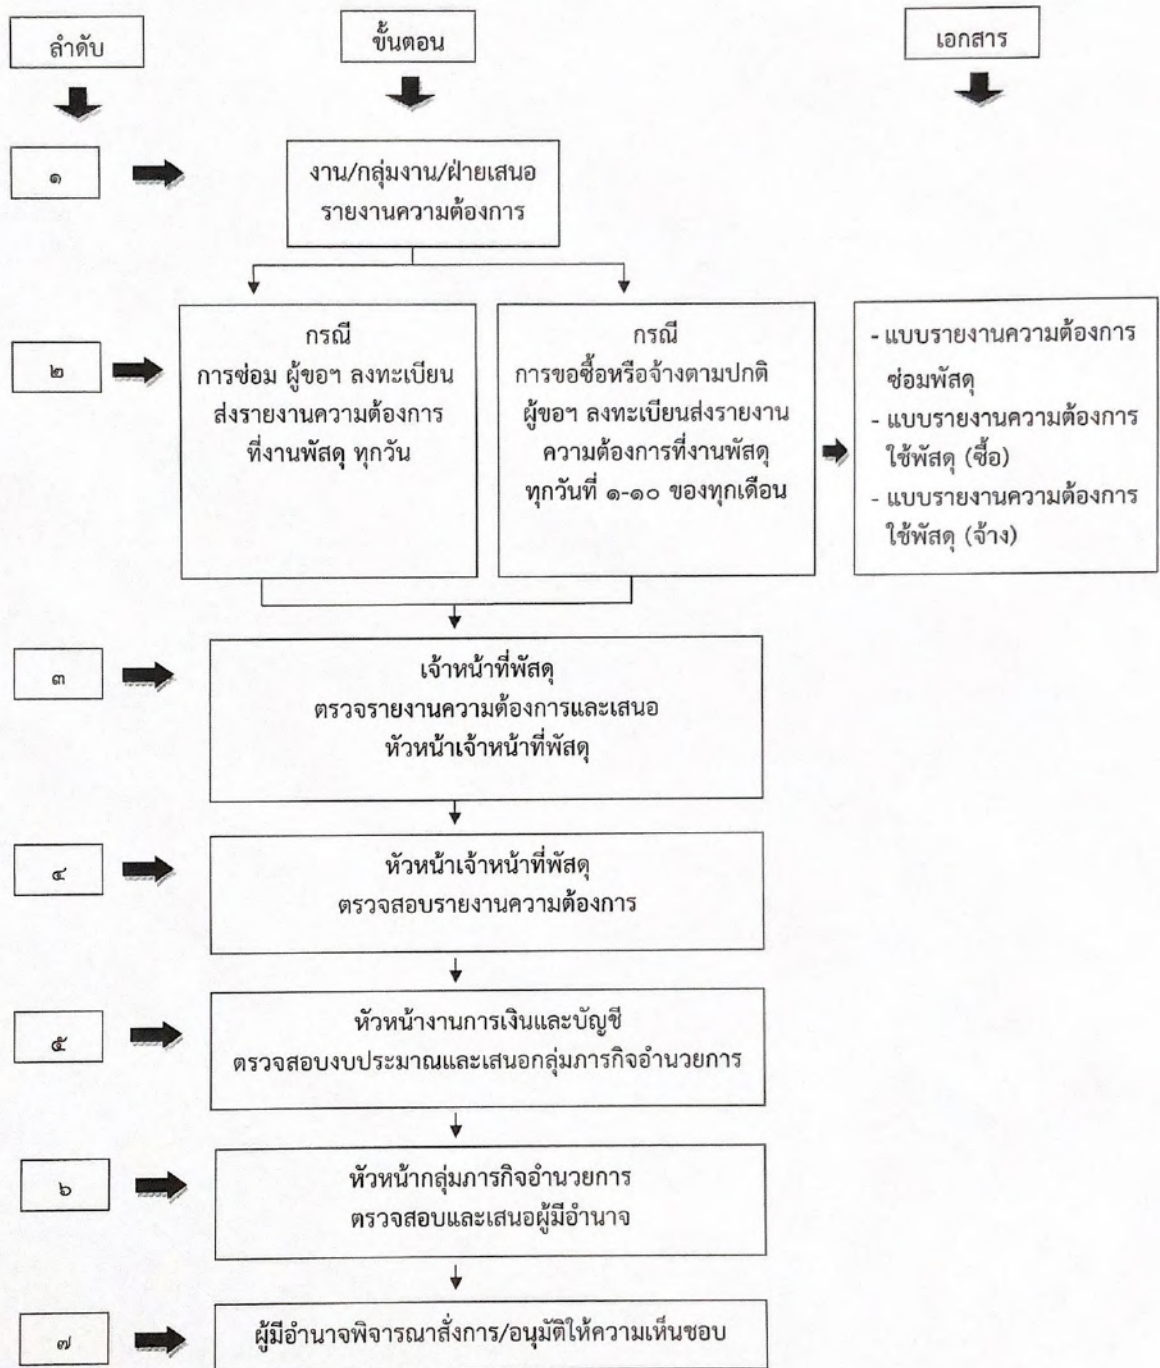 ลำดับ
ขั้นตอน
เอกสาร
๑
งาน/กลุ่มงาน/ฝ่ายเสนอ
รายงานความต้องการ
๒
กรณี
การซ่อม ผู้ขอฯ ลงทะเบียน
ส่งรายงานความต้องการ
ที่งานพัสดุ ทุกวัน
กรณี
การขอซื้อหรือจ้างตามปกติ
ผู้ขอฯ ลงทะเบียนส่งรายงาน
ความต้องการที่งานพัสดุ
ทุกวันที่ ๑-๑๐ ของทุกเดือน
- แบบรายงานความต้องการ
ซ่อมพัสดุ
- แบบรายงานความต้องการ
ใช้พัสดุ (ซื้อ)
- แบบรายงานความต้องการ
ใช้พัสดุ (จ้าง)
๓
เจ้าหน้าที่พัสดุ
ตรวจรายงานความต้องการและเสนอ
หัวหน้าเจ้าหน้าที่พัสดุ
๔
หัวหน้าเจ้าหน้าที่พัสดุ
ตรวจสอบรายงานความต้องการ
๕
หัวหน้างานการเงินและบัญชี
ตรวจสอบงบประมาณและเสนอกลุ่มภารกิจอำนวยการ
๖
หัวหน้ากลุ่มภารกิจอำนวยการ
ตรวจสอบและเสนอผู้มีอำนาจ
๗
ผู้มีอำนาจพิจารณาสั่งการ/อนุมัติให้ความเห็นชอบ